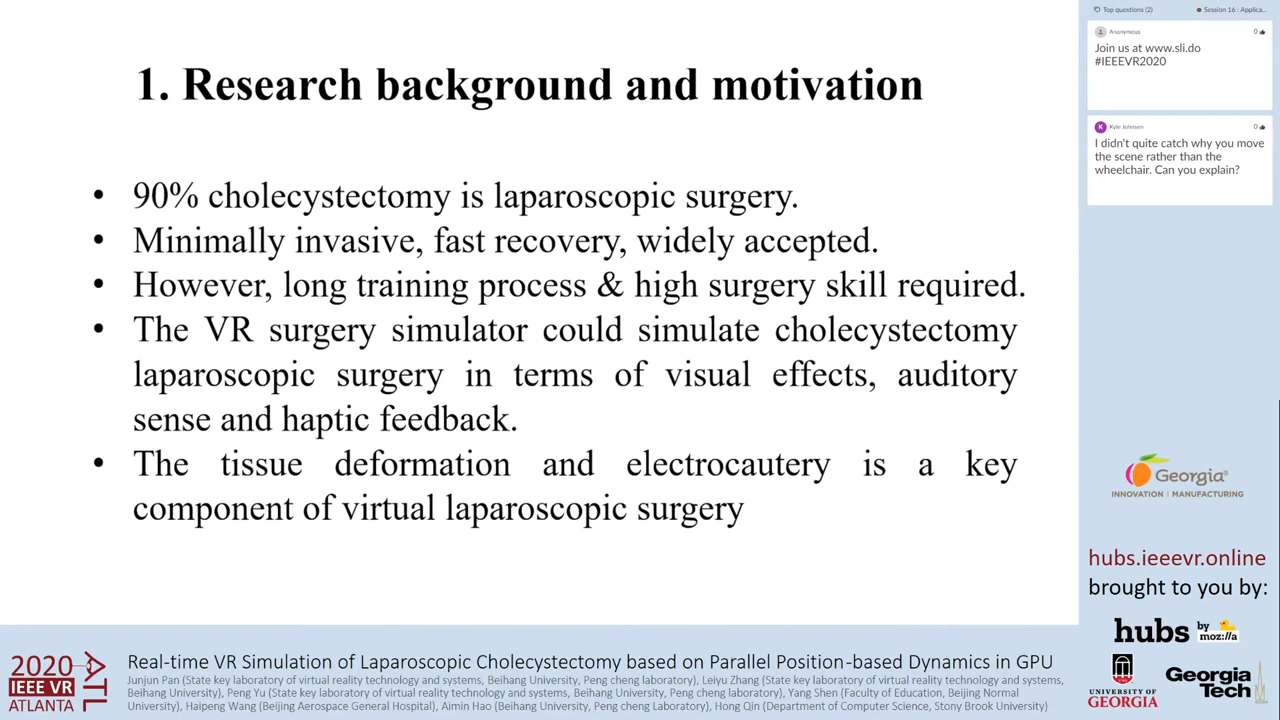 1. Research background and motivation
• 90% cholecystectomy is laparoscopic surgery.
• Minimally invasive, fast recovery, widely accepted.
• However, long training process & high surgery skill required.
• The VR surgery simulator could simulate cholecystectomy
laparoscopic surgery in terms of visual effects, auditory
sense and haptic feedback.
• The tissue deformation and electrocautery is a key
component of virtual laparoscopic surgery
Top questions (2)
Session 16 : Applica...
Anonymous
0
Join us at www.sli.do
#IEEEVR2020
K
Kyle Johnsen
0
I didn't quite catch why you move
the scene rather than the
wheelchair. Can you explain?
Georgia®
INNOVATION | MANUFACTURING
hubs.ieeevr.online
brought to you by:
hubs by
moz://a
UNIVERSITY OF
GEORGIA
Georgia
Tech
2020
IEEE VR
ATLANTA
ATL
Real-time VR Simulation of Laparoscopic Cholecystectomy based on Parallel Position-based Dynamics in GPU
Junjun Pan (State key laboratory of virtual reality technology and systems, Beihang University, Peng cheng laboratory), Leiyu
(State key laboratory of virtual reality technology and systems,
Beihang University), Peng Yu (State key laboratory of virtual reality technology and systems, Beihang University, Peng cheng laboratory), Yang Shen (Faculty of Education, Beijing Normal
University), Haipeng Wang (Beijing Aerospace General Hospital), Aimin Hao (Beihang University, Peng cheng Laboratory), Hong Qin (Department of Computer Science, Stony Brook University)